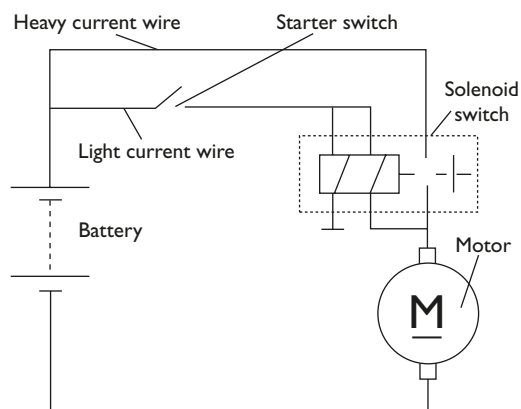 Heavy current wire
Starter switch
Solenoid
switch
Light current wire
Battery
Motor
M